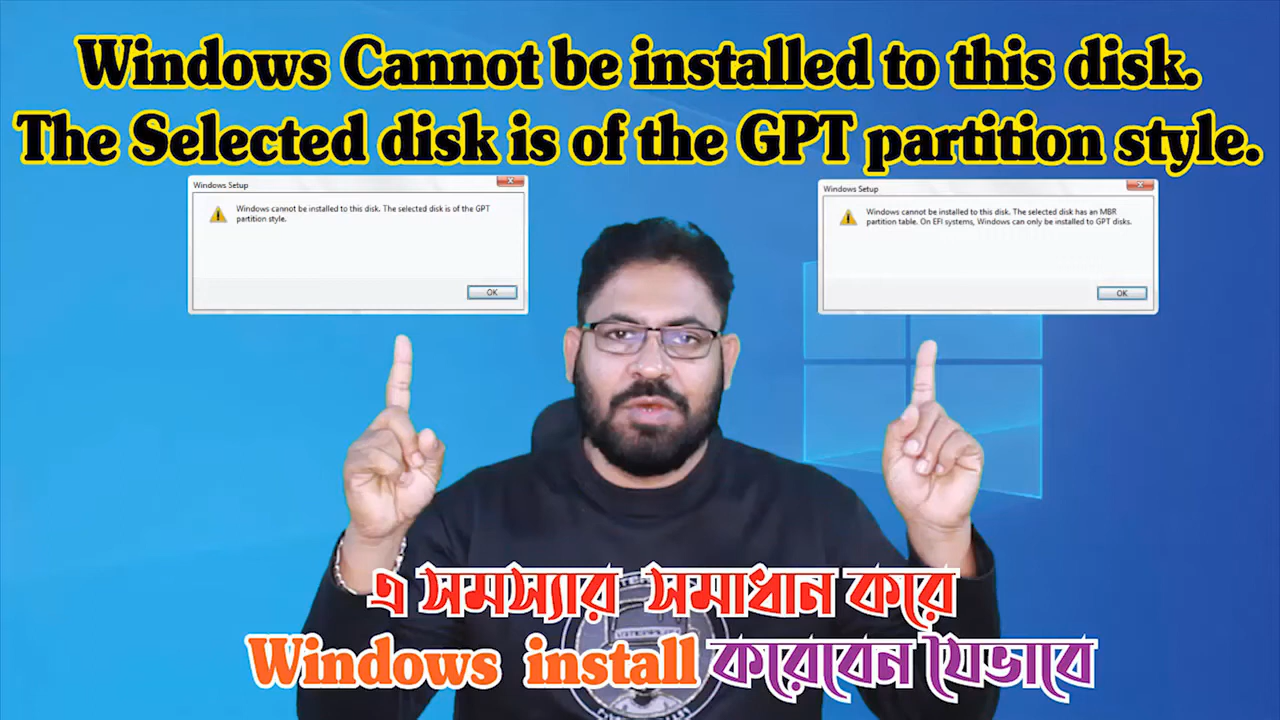 Windows Cannot be installed to this disk.
The Selected disk is of the GPT partition style.
Windows Setup
Windows cannot be installed to this disk. The selected disk is of the GPT
partition style.
OK
Windows Setup
Windows cannot be installed to this disk. The selected disk has an MBR
partition table. On EFI systems, Windows can only be installed to GPT disks.
OK
এ সমস্যার সমাধান করে
Windows install করেবেন যৈভাবে